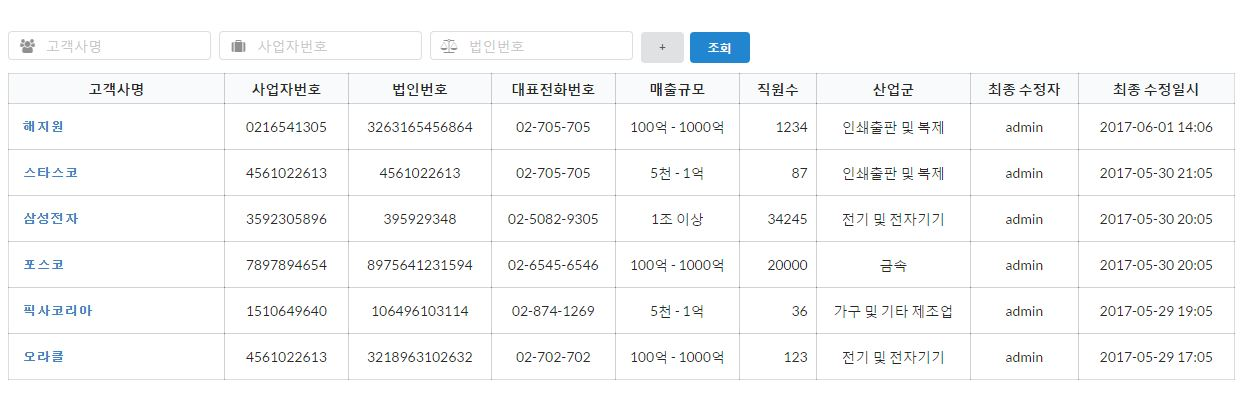 고객사명 사업자번호 법인번호 + 조회
고객사명 사업자번호 법인번호 대표전화번호 매출규모 직원수 산업군 최종 수정자 최종 수정일시
해지원 0216541305 3263165456864 02-705-705 100억 - 1000억 1234 인쇄출판 및 복제 admin 2017-06-01 14:06
스타스코 4561022613 4561022613 02-705-705 5천 - 1억 87 인쇄출판 및 복제 admin 2017-05-30 21:05
삼성전자 3592305896 395929348 02-5082-9305 1조 이상 34245 전기 및 전자기기 admin 2017-05-30 20:05
포스코 7897894654 8975641231594 02-6545-6546 100억 - 1000억 20000 금속 admin 2017-05-30 20:05
픽사코리아 1510649640 106496103114 02-874-1269 5천 - 1억 36 가구 및 기타 제조업 admin 2017-05-29 19:05
오라클 4561022613 3218963102632 02-702-702 100억 - 1000억 123 전기 및 전자기기 admin 2017-05-29 17:05